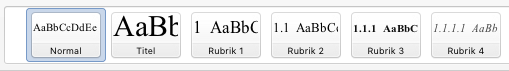 AaBbCcDdEe
Normal
AaBb
Titel
1 AaBbC
Rubrik 1
1.1 AaBbCc
Rubrik 2
1.1.1 AaBbC
Rubrik 3
1.1.1.1 AaBb
Rubrik 4